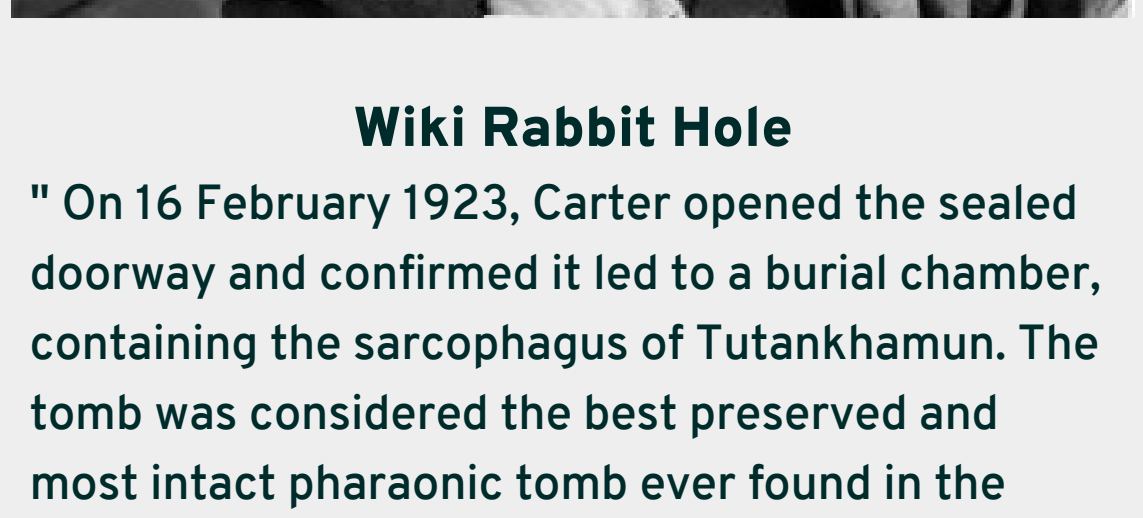 Wiki Rabbit Hole
" On 16 February 1923, Carter opened the sealed
doorway and confirmed it led to a burial chamber,
containing the sarcophagus of Tutankhamun. The
tomb was considered the best preserved and
most intact pharaonic tomb ever found in the